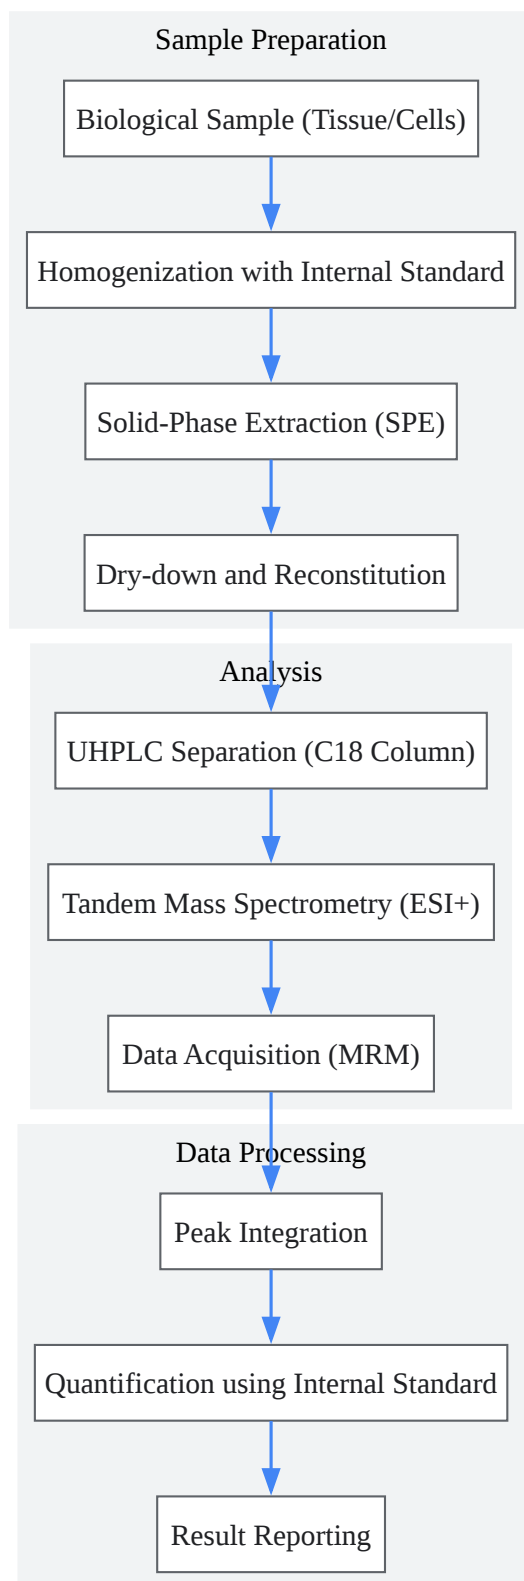 Sample Preparation
Biological Sample (Tissue/Cells)
Homogenization with Internal Standard
Solid-Phase Extraction (SPE)
Dry-down and Reconstitution
Analysis
UHPLC Separation (C18 Column)
Tandem Mass Spectrometry (ESI+)
Data Acquisition (MRM)
Data Processing
Peak Integration
Quantification using Internal Standard
Result Reporting